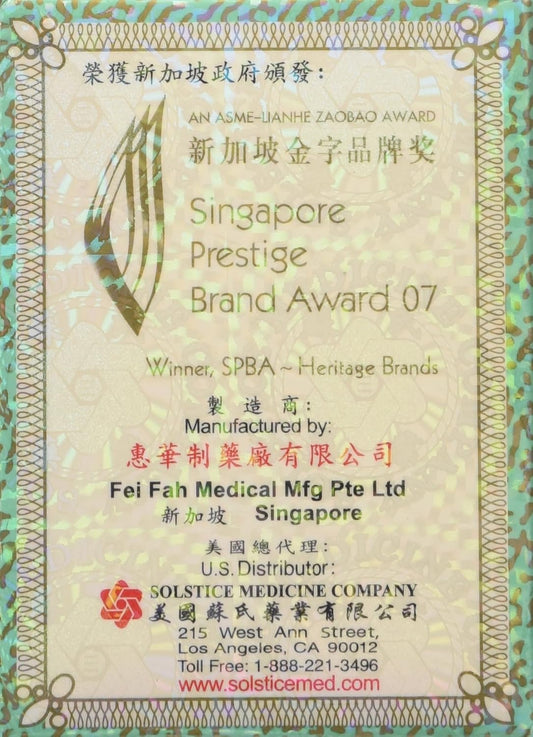 榮獲新加坡政府頒發:
AN ASME-LIANHE ZAOBAO AWARD
新加坡金字品牌奖
Singapore
Prestige
Brand Award 07
Winner, SPBA ~ Heritage Brands
製 造 商:
Manufactured by:
惠華制藥廠有限公司
Fei Fah Medical Mfg Pte Ltd
新加坡 Singapore
美國總代理:
U.S. Distributor:
SOLSTICE MEDICINE COMPANY
美國蘇氏藥業有限公司
215 West Ann Street,
Los Angeles, CA 90012
Toll Free: 1-888-221-3496
www.solsticemed.com